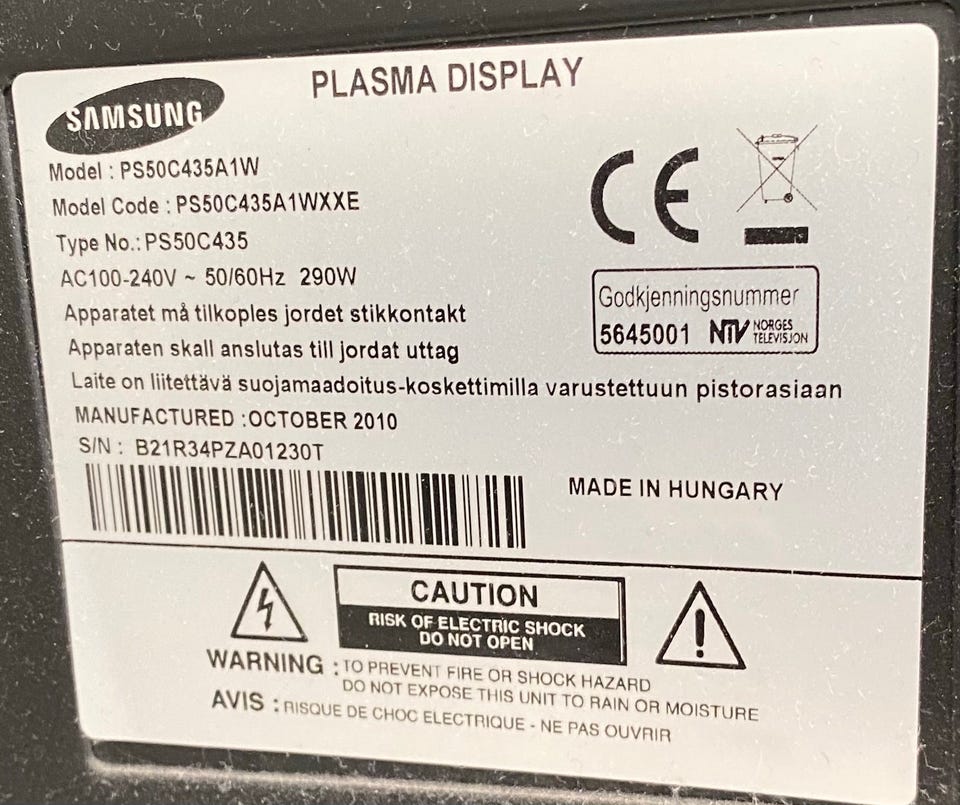 PLASMA DISPLAY
SAMSUNG
Model : PS50C435A1W
Model Code : PS50C435A1WXXE
Type No.: PS50C435
AC100-240V ~ 50/60Hz 290W
Apparatet må tilkoples jordet stikkontakt
Apparaten skall anslutas till jordat uttag
Laite on liitettävä suojamaadoitus-koskettimilla varustettuun pistorasiaan
MANUFACTURED :OCTOBER 2010
S/N : B21R34PZA01230T
CE
Godkjenningsnummer
5645001 NTV NORGES
TELEVISJON
MADE IN HUNGARY
CAUTION
RISK OF ELECTRIC SHOCK
DO NOT OPEN
WARNING : TO PREVENT FIRE OR SHOCK HAZARD
DO NOT EXPOSE THIS UNIT TO RAIN OR MOISTURE
AVIS : RISQUE DE CHOC ELECTRIQUE - NE PAS OUVRIR